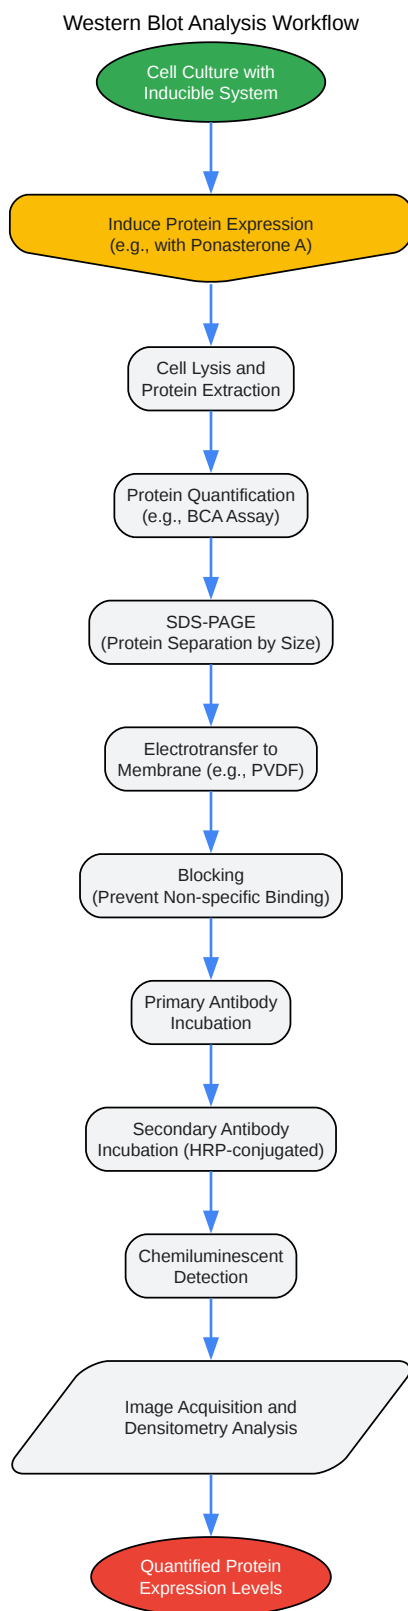 Western Blot Analysis Workflow
Cell Culture with
Inducible System
Induce Protein Expression
(e.g., with Ponasterone A)
Cell Lysis and
Protein Extraction
Protein Quantification
(e.g., BCA Assay)
SDS-PAGE
(Protein Separation by Size)
Electrotransfer to
Membrane (e.g., PVDF)
Blocking
(Prevent Non-specific Binding)
Primary Antibody
Incubation
Secondary Antibody
Incubation (HRP-conjugated)
Chemiluminescent
Detection
Image Acquisition and
Densitometry Analysis
Quantified Protein
Expression Levels